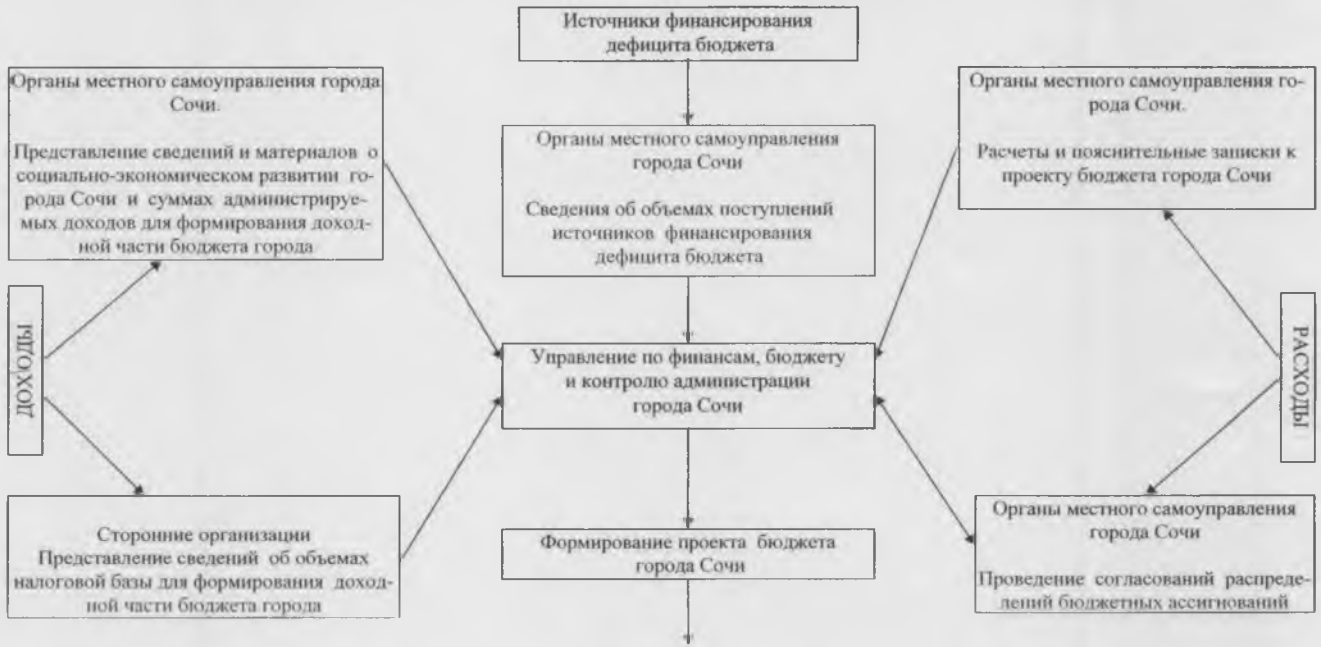 Источники финансирования
дефицита бюджета
Органы местного самоуправления города
Сочи.
Представление сведений и материалов о
социально-экономическом развитии го-
рода Сочи и суммах администрируе-
мых доходов для формирования доход-
ной части бюджета города
Органы местного самоуправления
города Сочи
Сведения об объемах поступлений
источников финансирования
дефицита бюджета
Органы местного самоуправления го-
рода Сочи.
Расчеты и пояснительные записки к
проекту бюджета города Сочи
ДОХОДЫ
Управление по финансам, бюджету
и контролю администрации
города Сочи
РАСХОДЫ
Сторонние организации
Представление сведений об объемах
налоговой базы для формирования доход-
ной части бюджета города
Формирование проекта бюджета
города Сочи
Органы местного самоуправления
города Сочи
Проведение согласований распреде-
лений бюджетных ассигнований